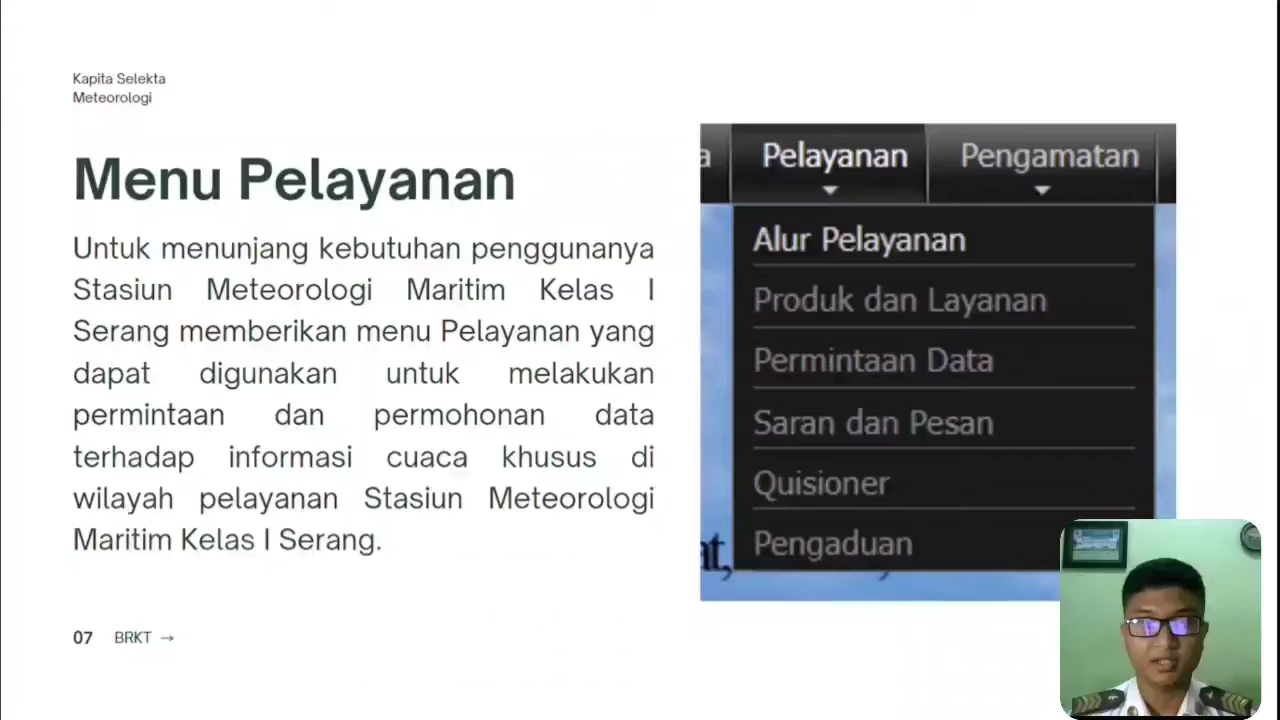 Kapita Selekta
Meteorologi
Menu Pelayanan
Untuk menunjang kebutuhan penggunanya
Stasiun Meteorologi Maritim Kelas I
Serang memberikan menu Pelayanan yang
dapat digunakan untuk melakukan
permintaan dan permohonan data
terhadap informasi cuaca khusus di
wilayah pelayanan Stasiun Meteorologi
Maritim Kelas I Serang.
07 BRKT →
a Pelayanan Pengamatan
Alur Pelayanan
Produk dan Layanan
Permintaan Data
Saran dan Pesan
Quisioner
Pengaduan
at,